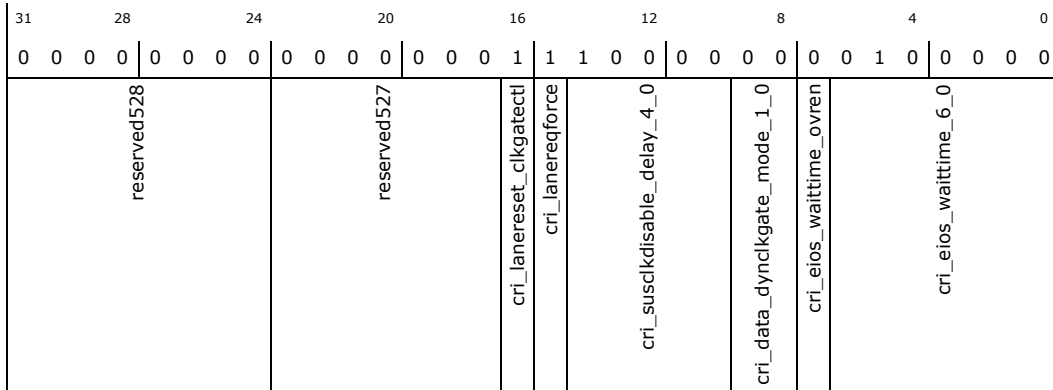 31 28 24 20 16 12 8 4 0
0 0 0 0 0 0 0 0 0 0 0 0 0 0 0 1 1 1 0 0 0 0 0 0 0 0 1 0 0 0 0 0
reserved528
reserved527
cri_lanereset_clkgatectl
cri_lanereqforce
cri_susclkdisable_delay_4_0
cri_data_dynclkgate_mode_1_0
cri_eios_waittime_ovren
cri_eios_waittime_6_0